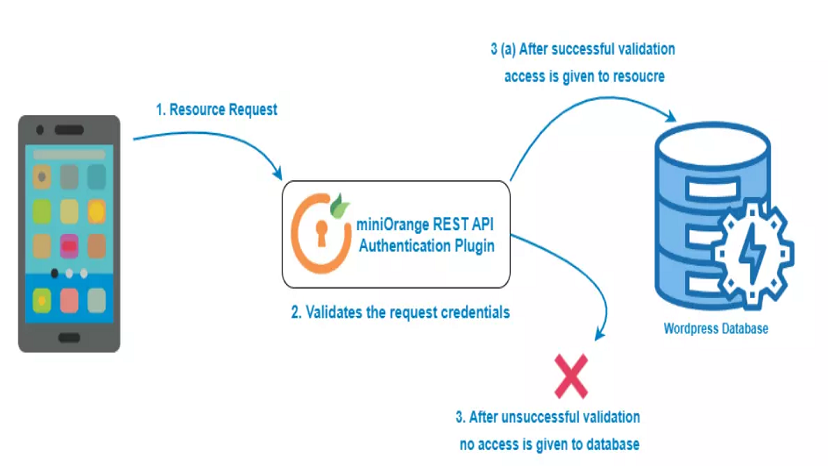 3 (a) After successful validation
access is given to resoucre
1. Resource Request
miniOrange REST API
Authentication Plugin
2. Validates the request credentials
Wordpress Database
3. After unsuccessful validation
no access is given to database